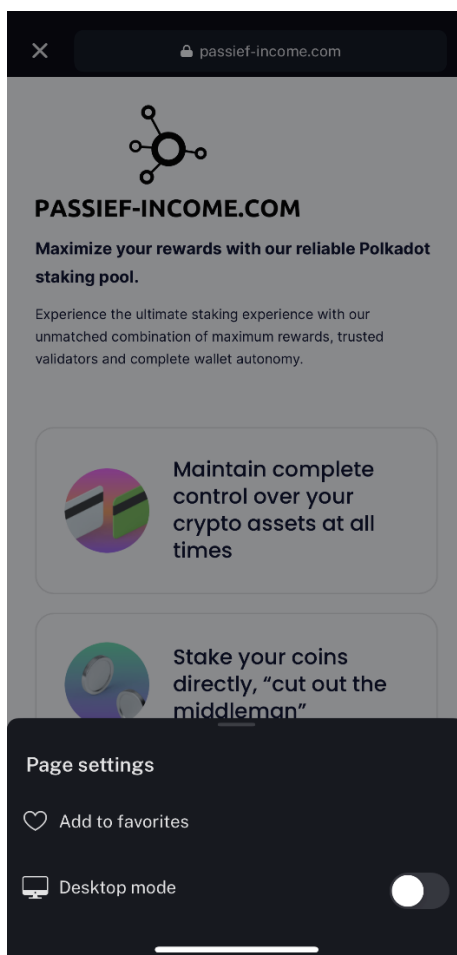 passief-income.com
PASSIEF-INCOME.COM
Maximize your rewards with our reliable Polkadot
staking pool.
Experience the ultimate staking experience with our
unmatched combination of maximum rewards, trusted
validators and complete wallet autonomy.
Maintain complete
control over your
crypto assets at all
times
Stake your coins
directly, “cut out the
middleman”
Page settings
Add to favorites
Desktop mode